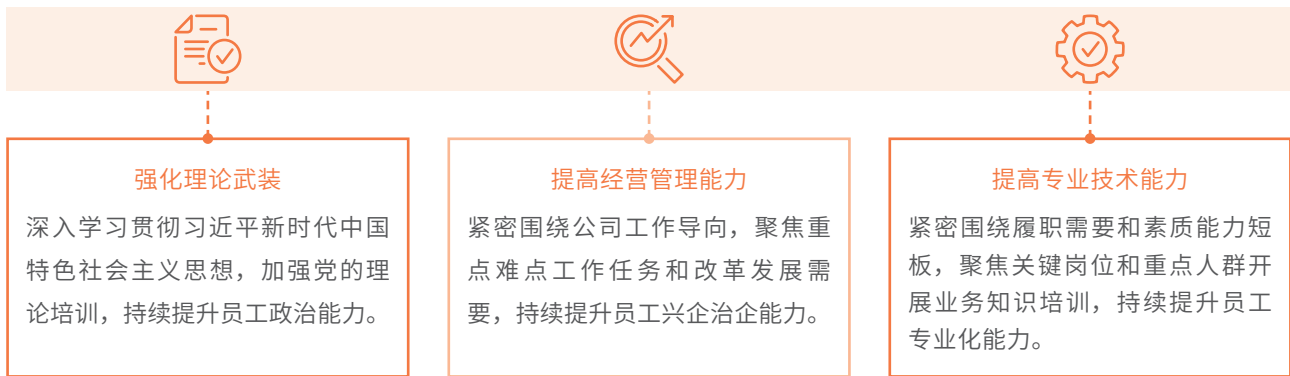 强化理论武装
深入学习贯彻习近平新时代中国
特色社会主义思想，加强党的理
论培训，持续提升员工政治能力。
提高经营管理能力
紧密围绕公司工作导向，聚焦重
点难点工作任务和改革发展需
要，持续提升员工兴企治企能力。
提高专业技术能力
紧密围绕履职需要和素质能力短
板，聚焦关键岗位和重点人群开
展业务知识培训，持续提升员工
专业化能力。